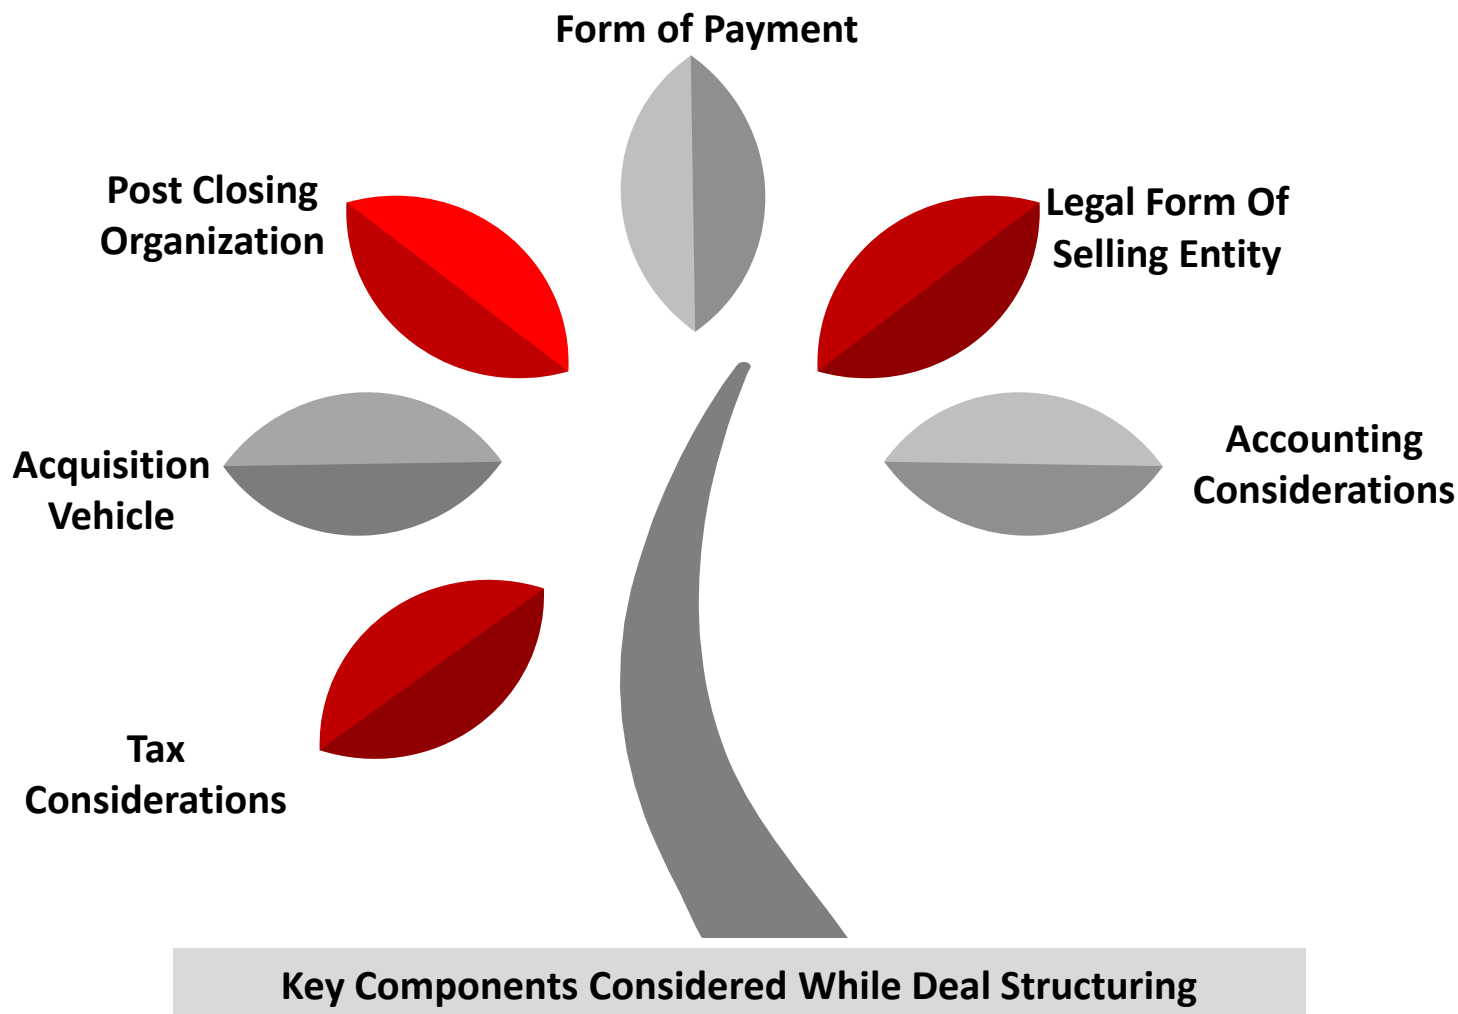 Form of Payment
Post Closing
Organization
Legal Form Of
Selling Entity
Acquisition
Vehicle
Accounting
Considerations
Tax
Considerations
Key Components Considered While Deal Structuring